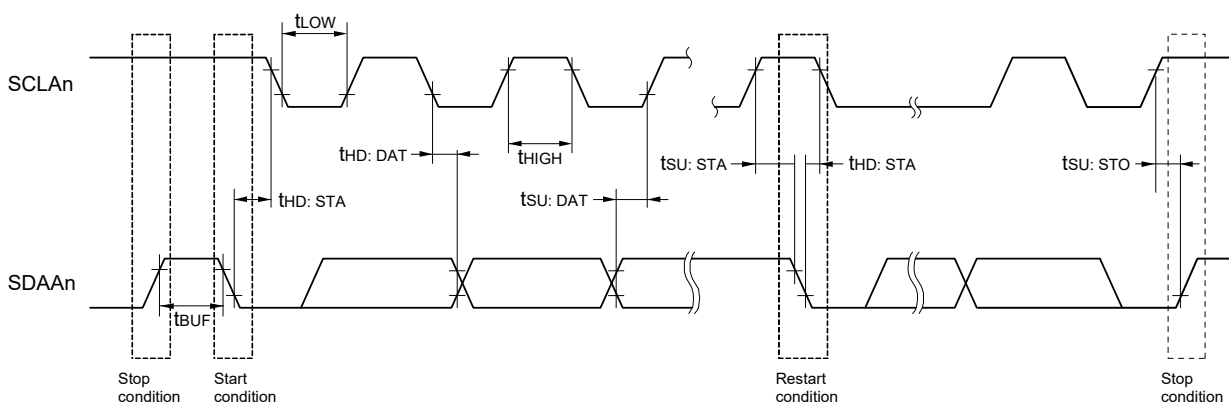 tLOW
SCLAn
tHD: DAT
tHIGH
tSU: STA
tHD: STA
tSU: STO
tHD: STA
tSU: DAT
SDAAn
tBUF
Stop
condition
Start
condition
Restart
condition
Stop
condition